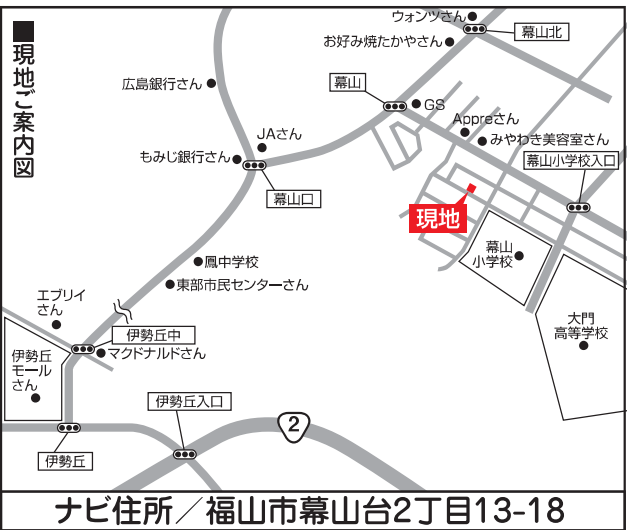 ■現地ご案内図
ウォンツさん
幕山北
お好み焼たかやさん
広島銀行さん
幕山
GS
Appreさん
JAさん
みやわき美容室さん
もみじ銀行さん
幕山小学校入口
幕山口
現地
幕山
小学校
鳳中学校
東部市民センターさん
エブリイ
さん
伊勢丘中
マクドナルドさん
大門
高等学校
伊勢丘
モール
さん
伊勢丘入口
2
伊勢丘
ナビ住所／福山市幕山台2丁目13-18